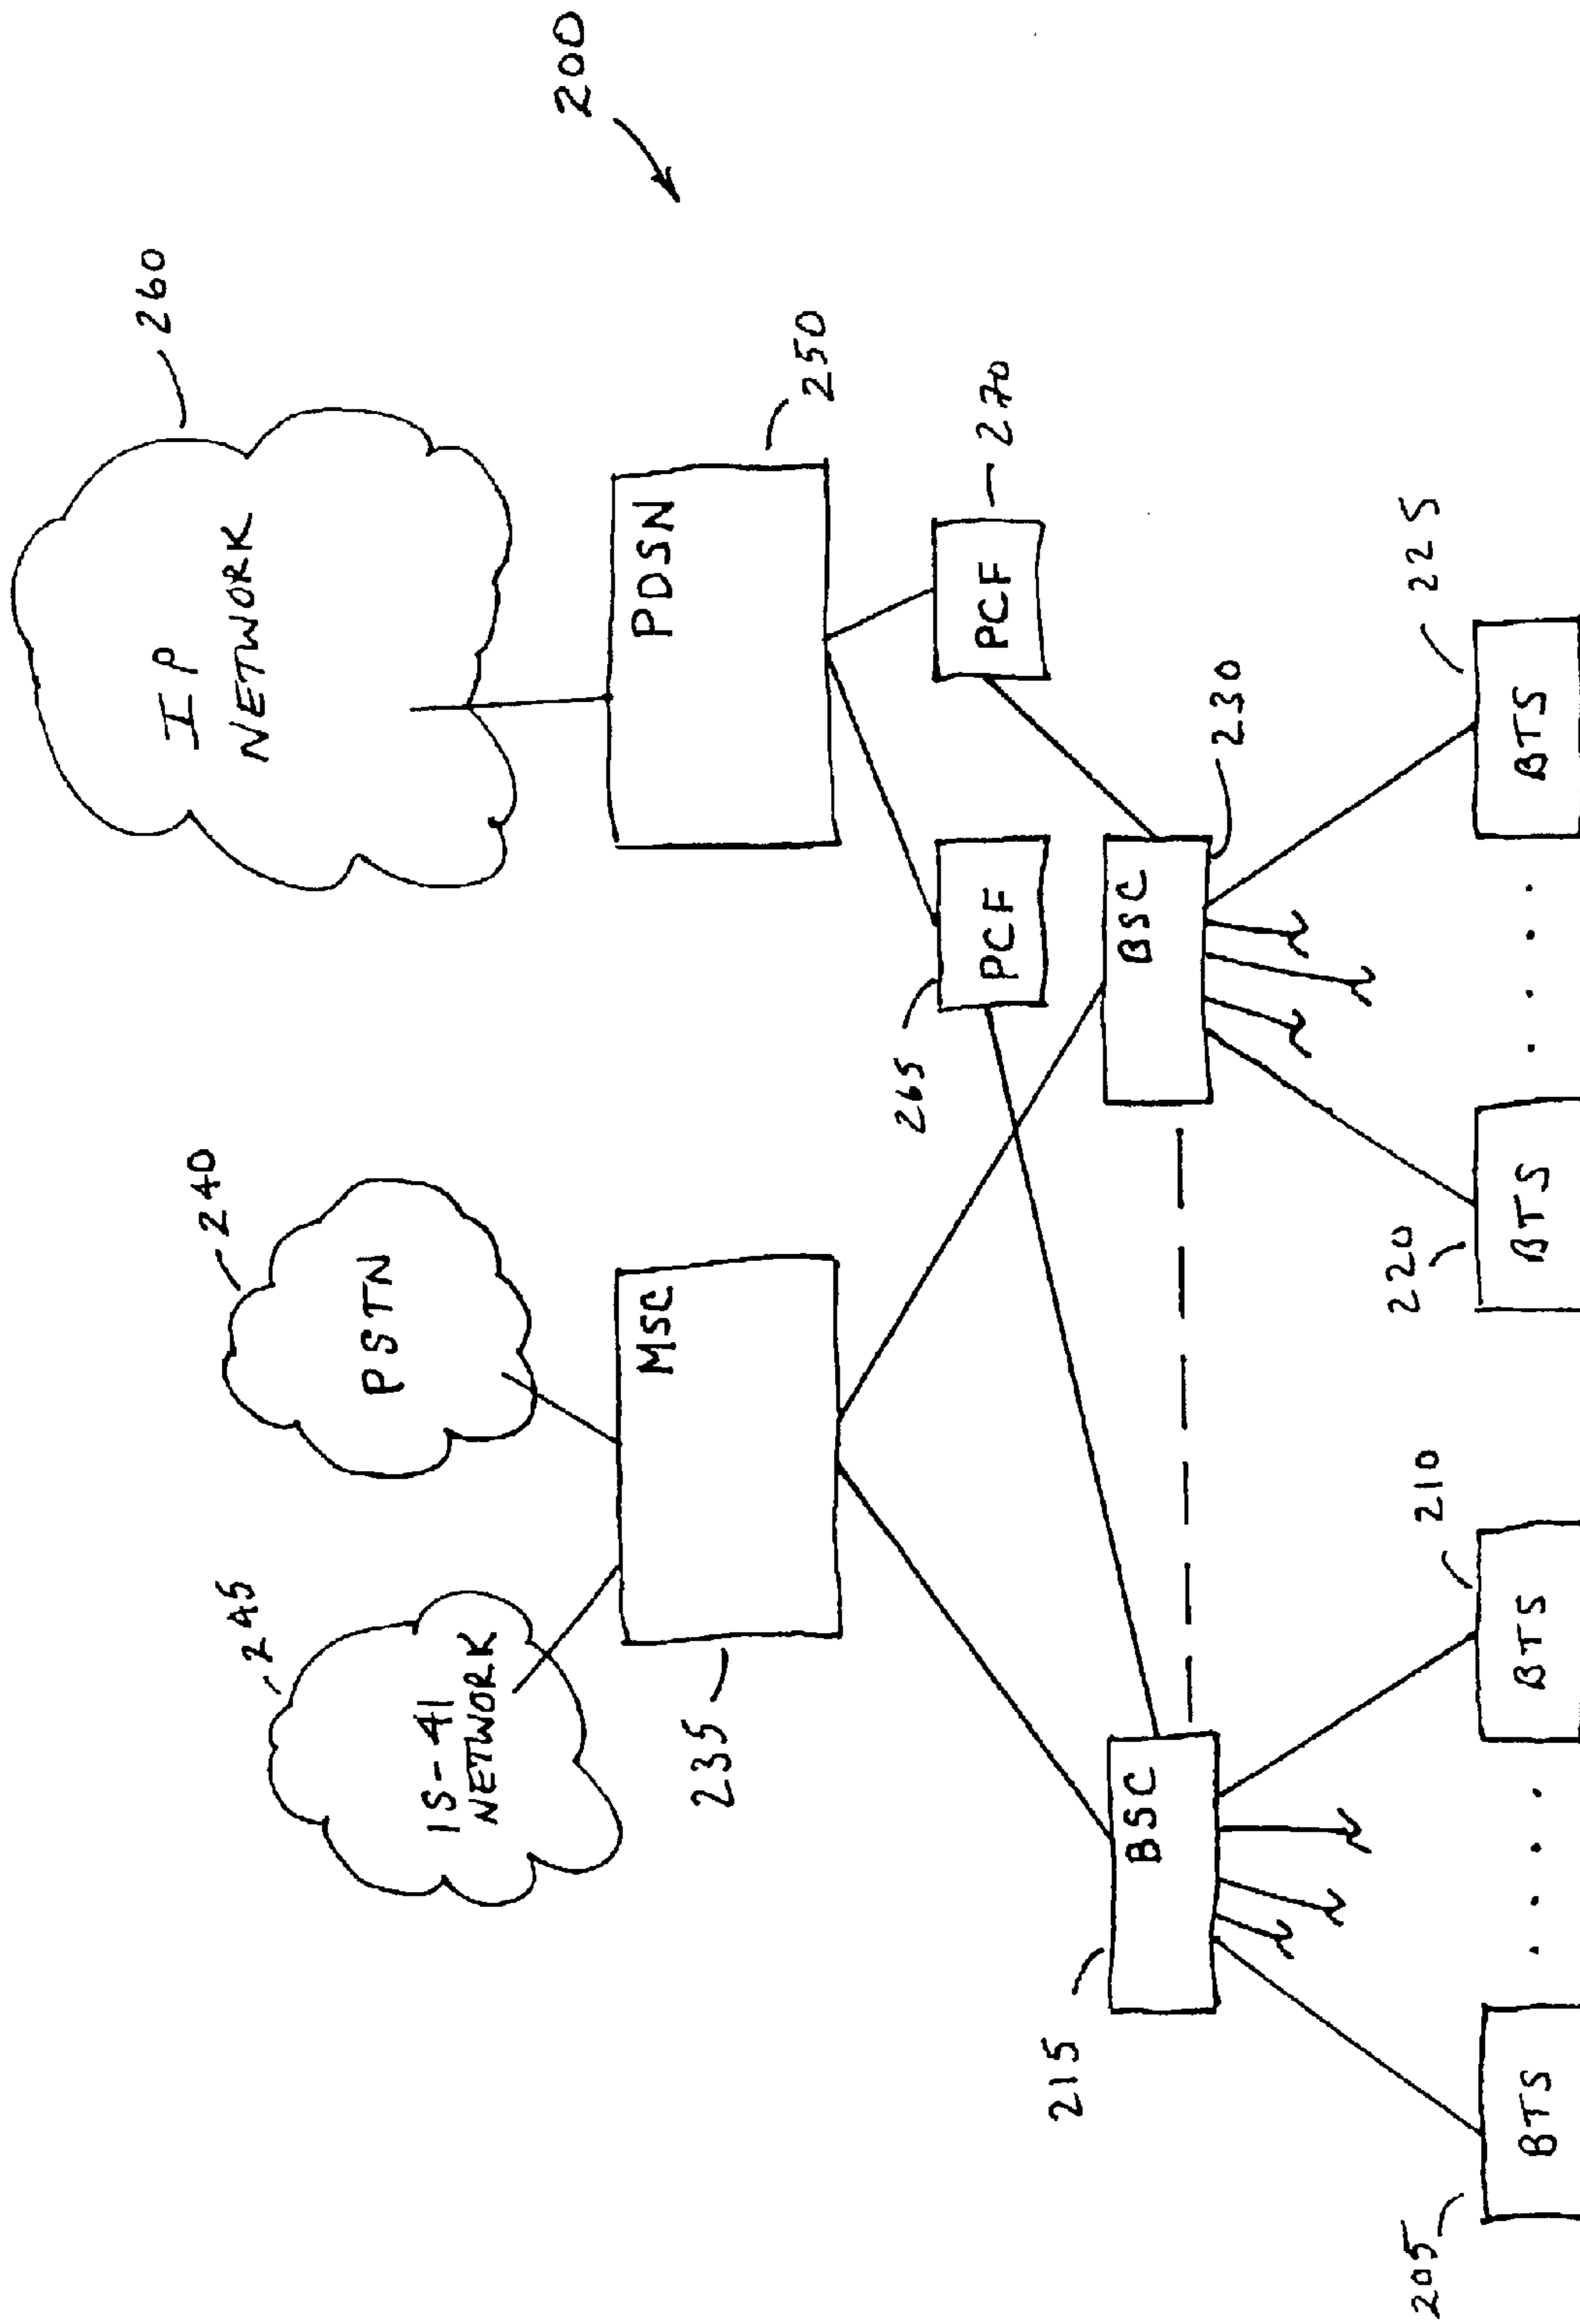 200
260
IP
NETWORK
240
PSTN
245
IS-41
NETWORK
250
PDSN
MSC
235
270
PCF
265
PCF
230
BSC
215
BSC
225
BTS
220
BTS
210
BTS
205
BTS